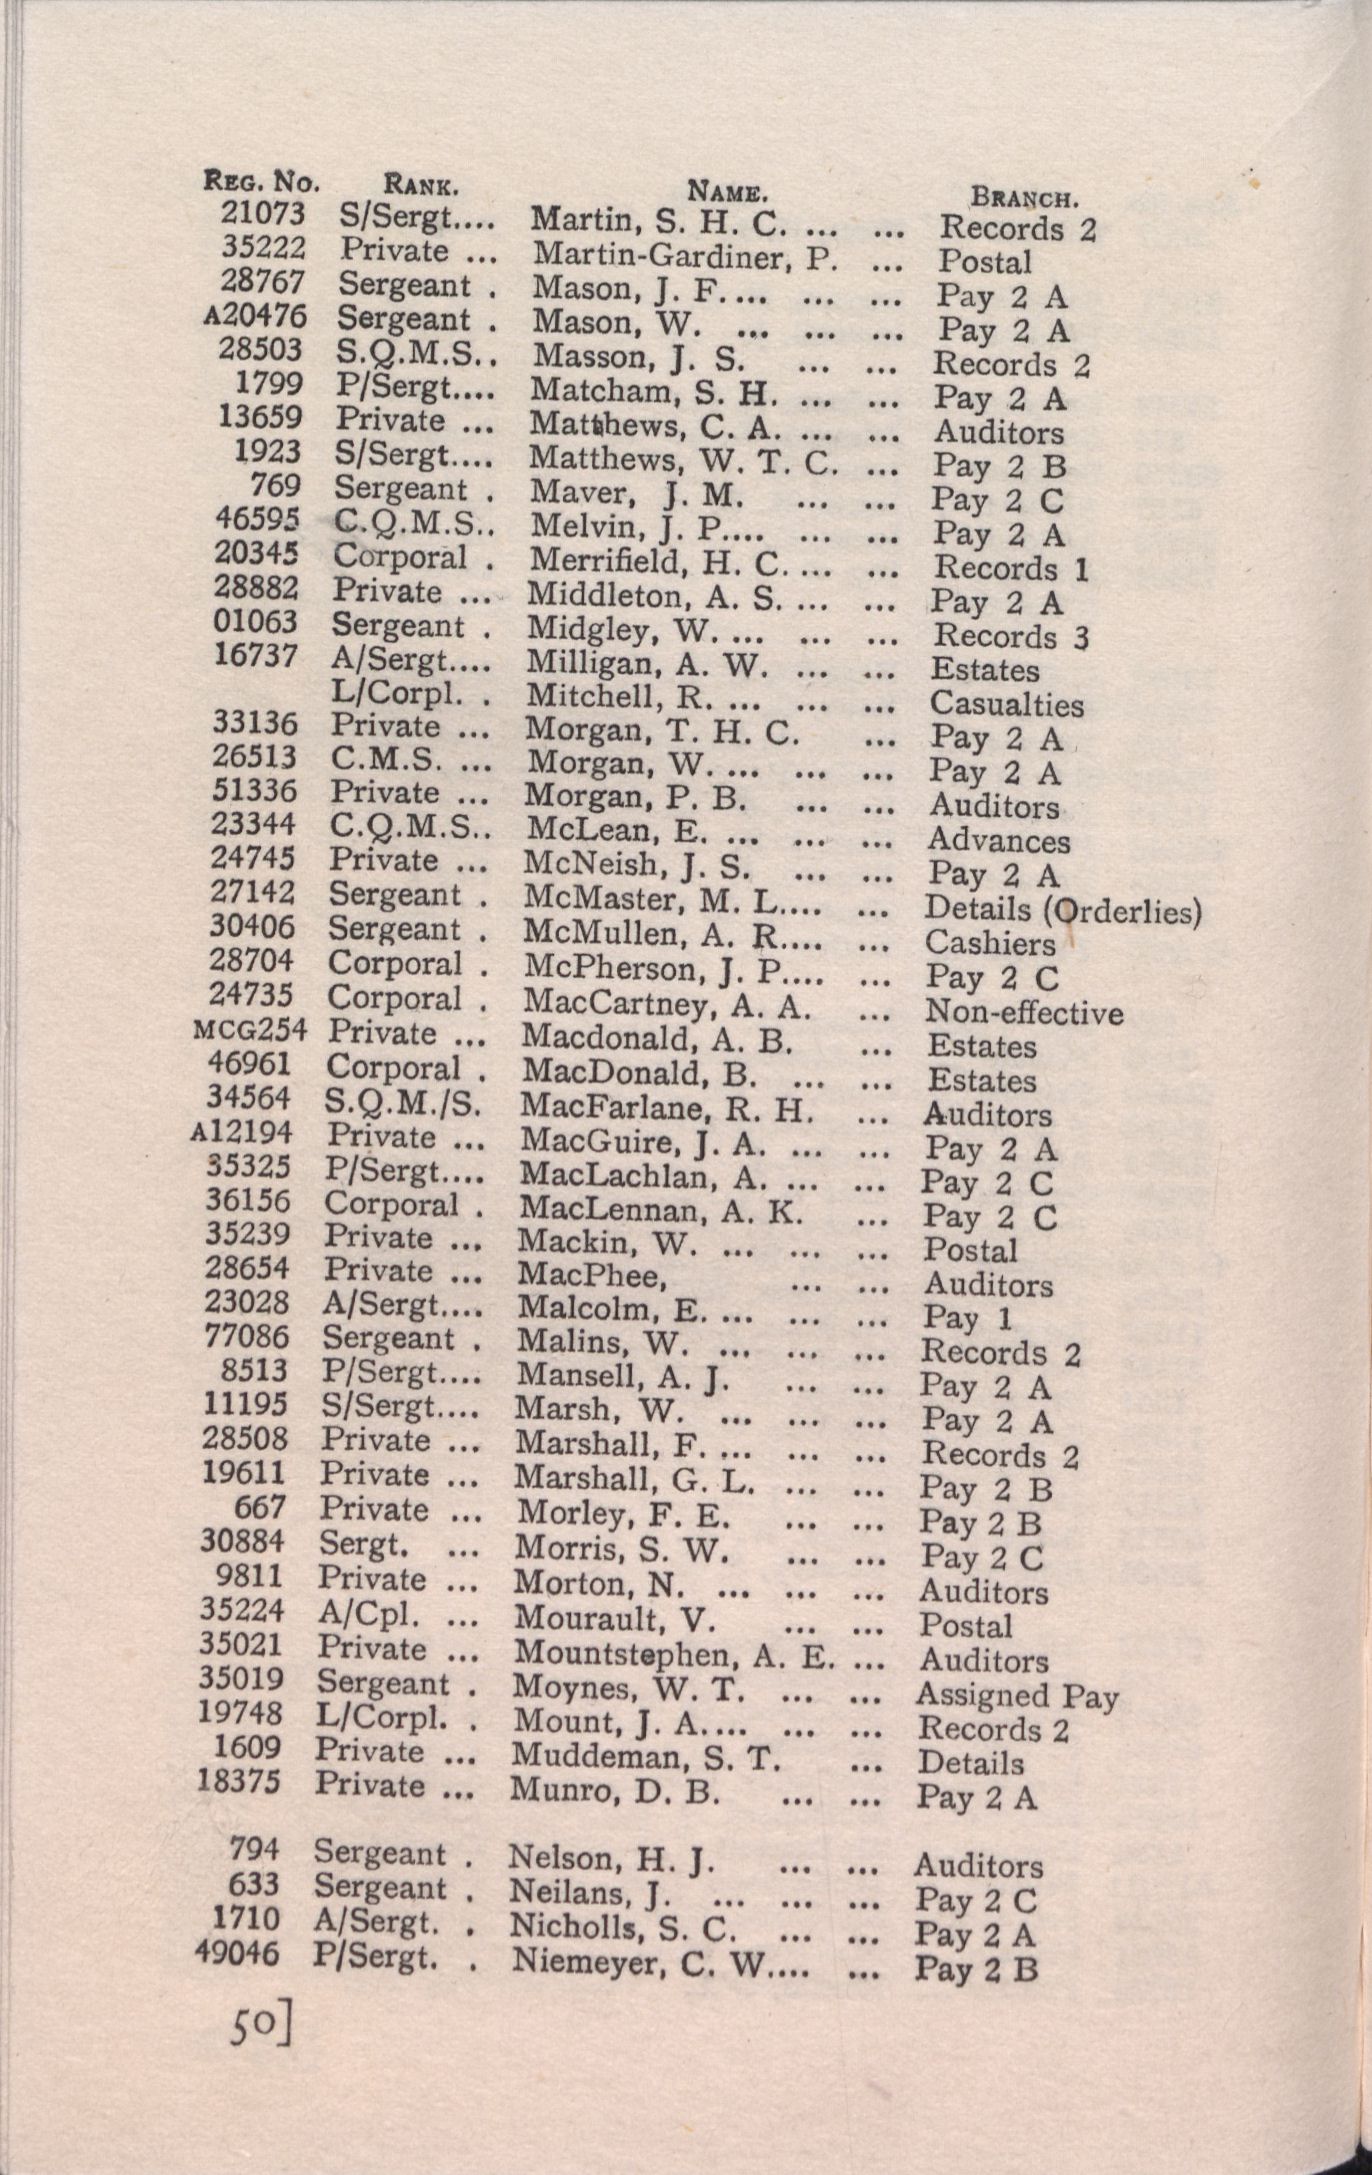 REG. NO. RANK. NAME. BRANCH.
21073 S/Sergt.... Martin, S. H. C. ... ... Records 2
35222 Private ... Martin-Gardiner, P. ... Postal
28767 Sergeant . Mason, J. F.... ... ... Pay 2 A
A20476 Sergeant . Mason, W. ... ... ... Pay 2 A
28503 S.Q.M.S.. Masson, J. S. ... ... Records 2
1799 P/Sergt.... Matcham, S. H. ... ... Pay 2 A
13659 Private ... Matthews, C. A. ... ... Auditors
1923 S/Sergt.... Matthews, W. T. C. ... Pay 2 B
769 Sergeant . Maver, J. M. ... ... Pay 2 C
46595 C.Q.M.S.. Melvin, J. P.... ... ... Pay 2 A
20345 Corporal . Merrifield, H. C. ... ... Records 1
28882 Private ... Middleton, A. S. ... ... Pay 2 A
01063 Sergeant . Midgley, W. ... ... ... Records 3
16737 A/Sergt.... Milligan, A. W. ... ... Estates
L/Corpl. . Mitchell, R. ... ... ... Casualties
33136 Private ... Morgan, T. H. C. ... Pay 2 A
26513 C.M.S. ... Morgan, W. ... ... ... Pay 2 A
51336 Private ... Morgan, P. B. ... ... Auditors
23344 C.Q.M.S.. McLean, E. ... ... ... Advances
24745 Private ... McNeish, J. S. ... ... Pay 2 A
27142 Sergeant . McMaster, M. L.... ... Details (Orderlies)
30406 Sergeant . McMullen, A. R.... ... Cashiers
28704 Corporal . McPherson, J. P.... ... Pay 2 C
24735 Corporal . MacCartney, A. A. ... Non-effective
MCG254 Private ... Macdonald, A. B. ... Estates
46961 Corporal . MacDonald, B. ... ... Estates
34564 S.Q.M./S. MacFarlane, R. H. ... Auditors
A12194 Private ... MacGuire, J. A. ... ... Pay 2 A
35325 P/Sergt.... MacLachlan, A. ... ... Pay 2 C
36156 Corporal . MacLennan, A. K. ... Pay 2 C
35239 Private ... Mackin, W. ... ... ... Postal
28654 Private ... MacPhee, ... ... Auditors
23028 A/Sergt.... Malcolm, E. ... ... ... Pay 1
77086 Sergeant . Malins, W. ... ... ... Records 2
8513 P/Sergt.... Mansell, A. J. ... ... Pay 2 A
11195 S/Sergt.... Marsh, W. ... ... ... Pay 2 A
28508 Private ... Marshall, F. ... ... ... Records 2
19611 Private ... Marshall, G. L. ... ... Pay 2 B
667 Private ... Morley, F. E. ... ... Pay 2 B
30884 Sergt. ... Morris, S. W. ... ... Pay 2 C
9811 Private ... Morton, N. ... ... ... Auditors
35224 A/Cpl. ... Mourault, V. ... ... Postal
35021 Private ... Mountstephen, A. E. ... Auditors
35019 Sergeant . Moynes, W. T. ... ... Assigned Pay
19748 L/Corpl. . Mount, J. A.... ... ... Records 2
1609 Private ... Muddeman, S. T. ... Details
18375 Private ... Munro, D. B. ... ... Pay 2 A
794 Sergeant . Nelson, H. J. ... ... Auditors
633 Sergeant . Neilans, J. ... ... ... Pay 2 C
1710 A/Sergt. . Nicholls, S. C. ... ... Pay 2 A
49046 P/Sergt. . Niemeyer, C. W.... ... Pay 2 B
50]